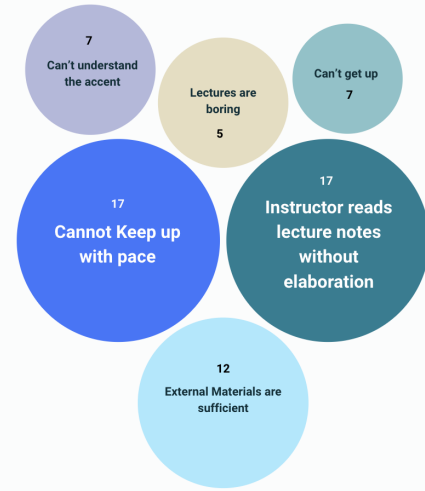 7
Can't understand
the accent
Lectures are
boring
5
Can't get up
7
17
Cannot Keep up
with pace
17
Instructor reads
lecture notes
without
elaboration
12
External Materials are
sufficient